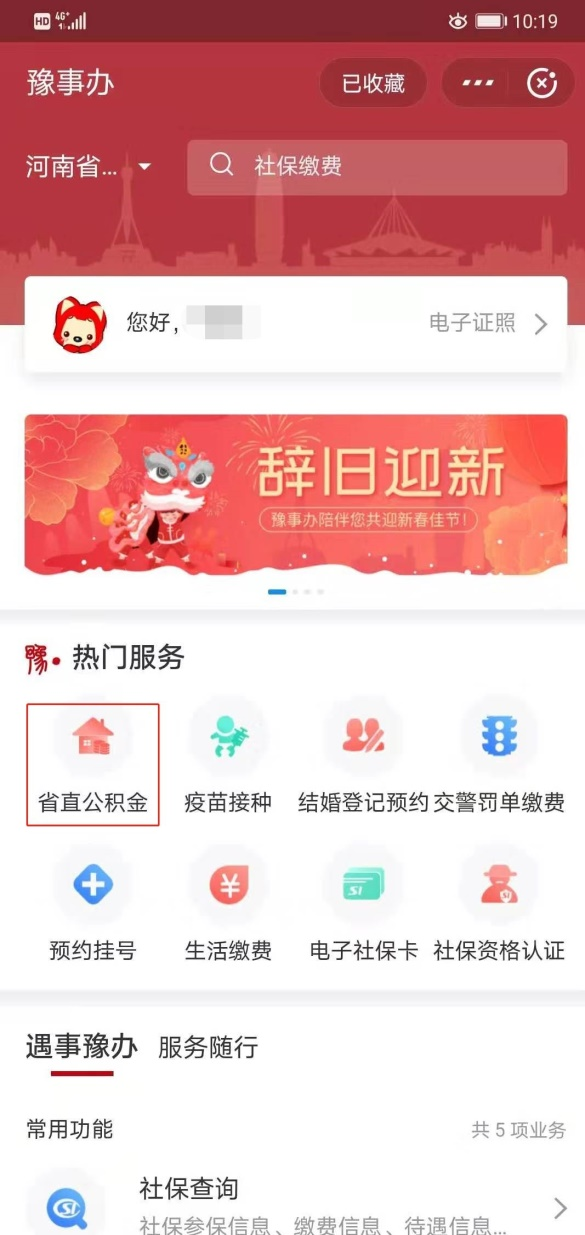 HD 4G 10:19
豫事办 已收藏
河南省... 社保缴费
您好, 电子证照
辞旧迎新
豫事办陪伴您共迎新春佳节!
豫 热门服务
省直公积金 疫苗接种 结婚登记预约 交警罚单缴费
预约挂号 生活缴费 电子社保卡 社保资格认证
遇事豫办 服务随行
常用功能 共 5 项业务
社保查询
社保参保信息、缴费信息、待遇信息...